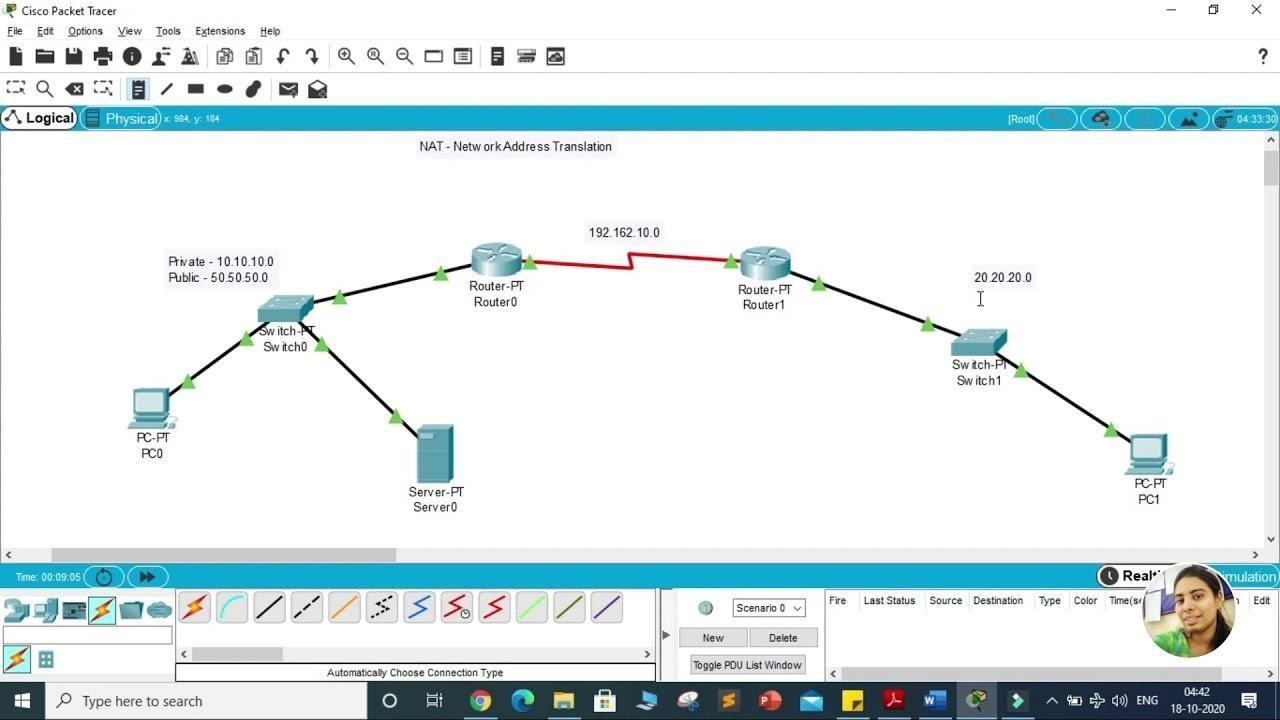 Cisco Packet Tracer
File Edit Options View Tools Extensions Help
Logical
Physical x: 984, y: 184
[Root]
04:33:30
NAT - Network Address Translation
192.162.10.0
Private - 10.10.10.0
Public - 50.50.50.0
20.20.20.0
Router-PT
Router0
Router-PT
Router1
Switch-PT
Switch0
Switch-PT
Switch1
PC-PT
PC0
Server-PT
Server0
PC-PT
PC1
Time: 00:09:05
Scenario 0
New
Delete
Toggle PDU List Window
Fire Last Status Source Destination Type Color Edit
Automatically Choose Connection Type
Type here to search
ENG
04:42
18-10-2020